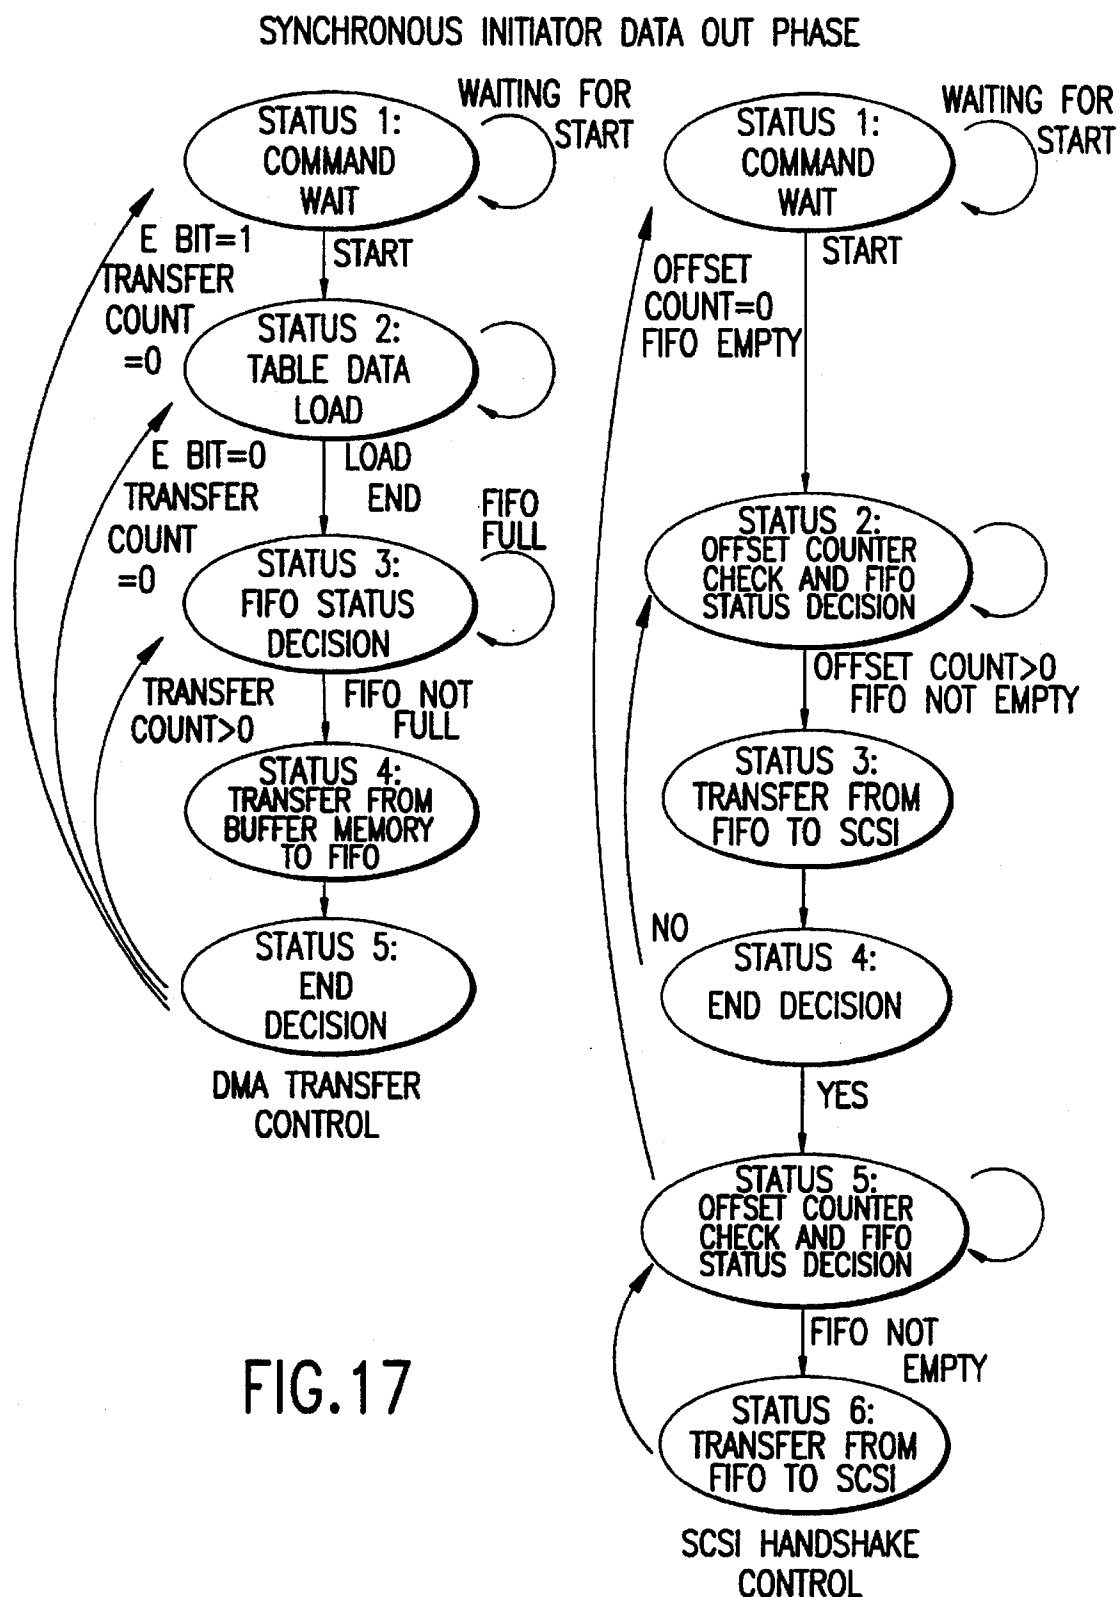 SYNCHRONOUS INITIATOR DATA OUT PHASE
STATUS 1:
COMMAND
WAIT
WAITING FOR
START
START
E BIT=1
TRANSFER
COUNT
=0
STATUS 2:
TABLE DATA
LOAD
E BIT=0
TRANSFER
COUNT
=0
LOAD
END
FIFO
FULL
STATUS 3:
FIFO STATUS
DECISION
TRANSFER
COUNT>0
FIFO NOT
FULL
STATUS 4:
TRANSFER FROM
BUFFER MEMORY
TO FIFO
STATUS 5:
END
DECISION
DMA TRANSFER
CONTROL
STATUS 1:
COMMAND
WAIT
WAITING FOR
START
START
OFFSET
COUNT=0
FIFO EMPTY
STATUS 2:
OFFSET COUNTER
CHECK AND FIFO
STATUS DECISION
OFFSET COUNT>0
FIFO NOT EMPTY
STATUS 3:
TRANSFER FROM
FIFO TO SCSI
NO
STATUS 4:
END DECISION
YES
STATUS 5:
OFFSET COUNTER
CHECK AND FIFO
STATUS DECISION
FIFO NOT
EMPTY
STATUS 6:
TRANSFER FROM
FIFO TO SCSI
SCSI HANDSHAKE
CONTROL
FIG.17